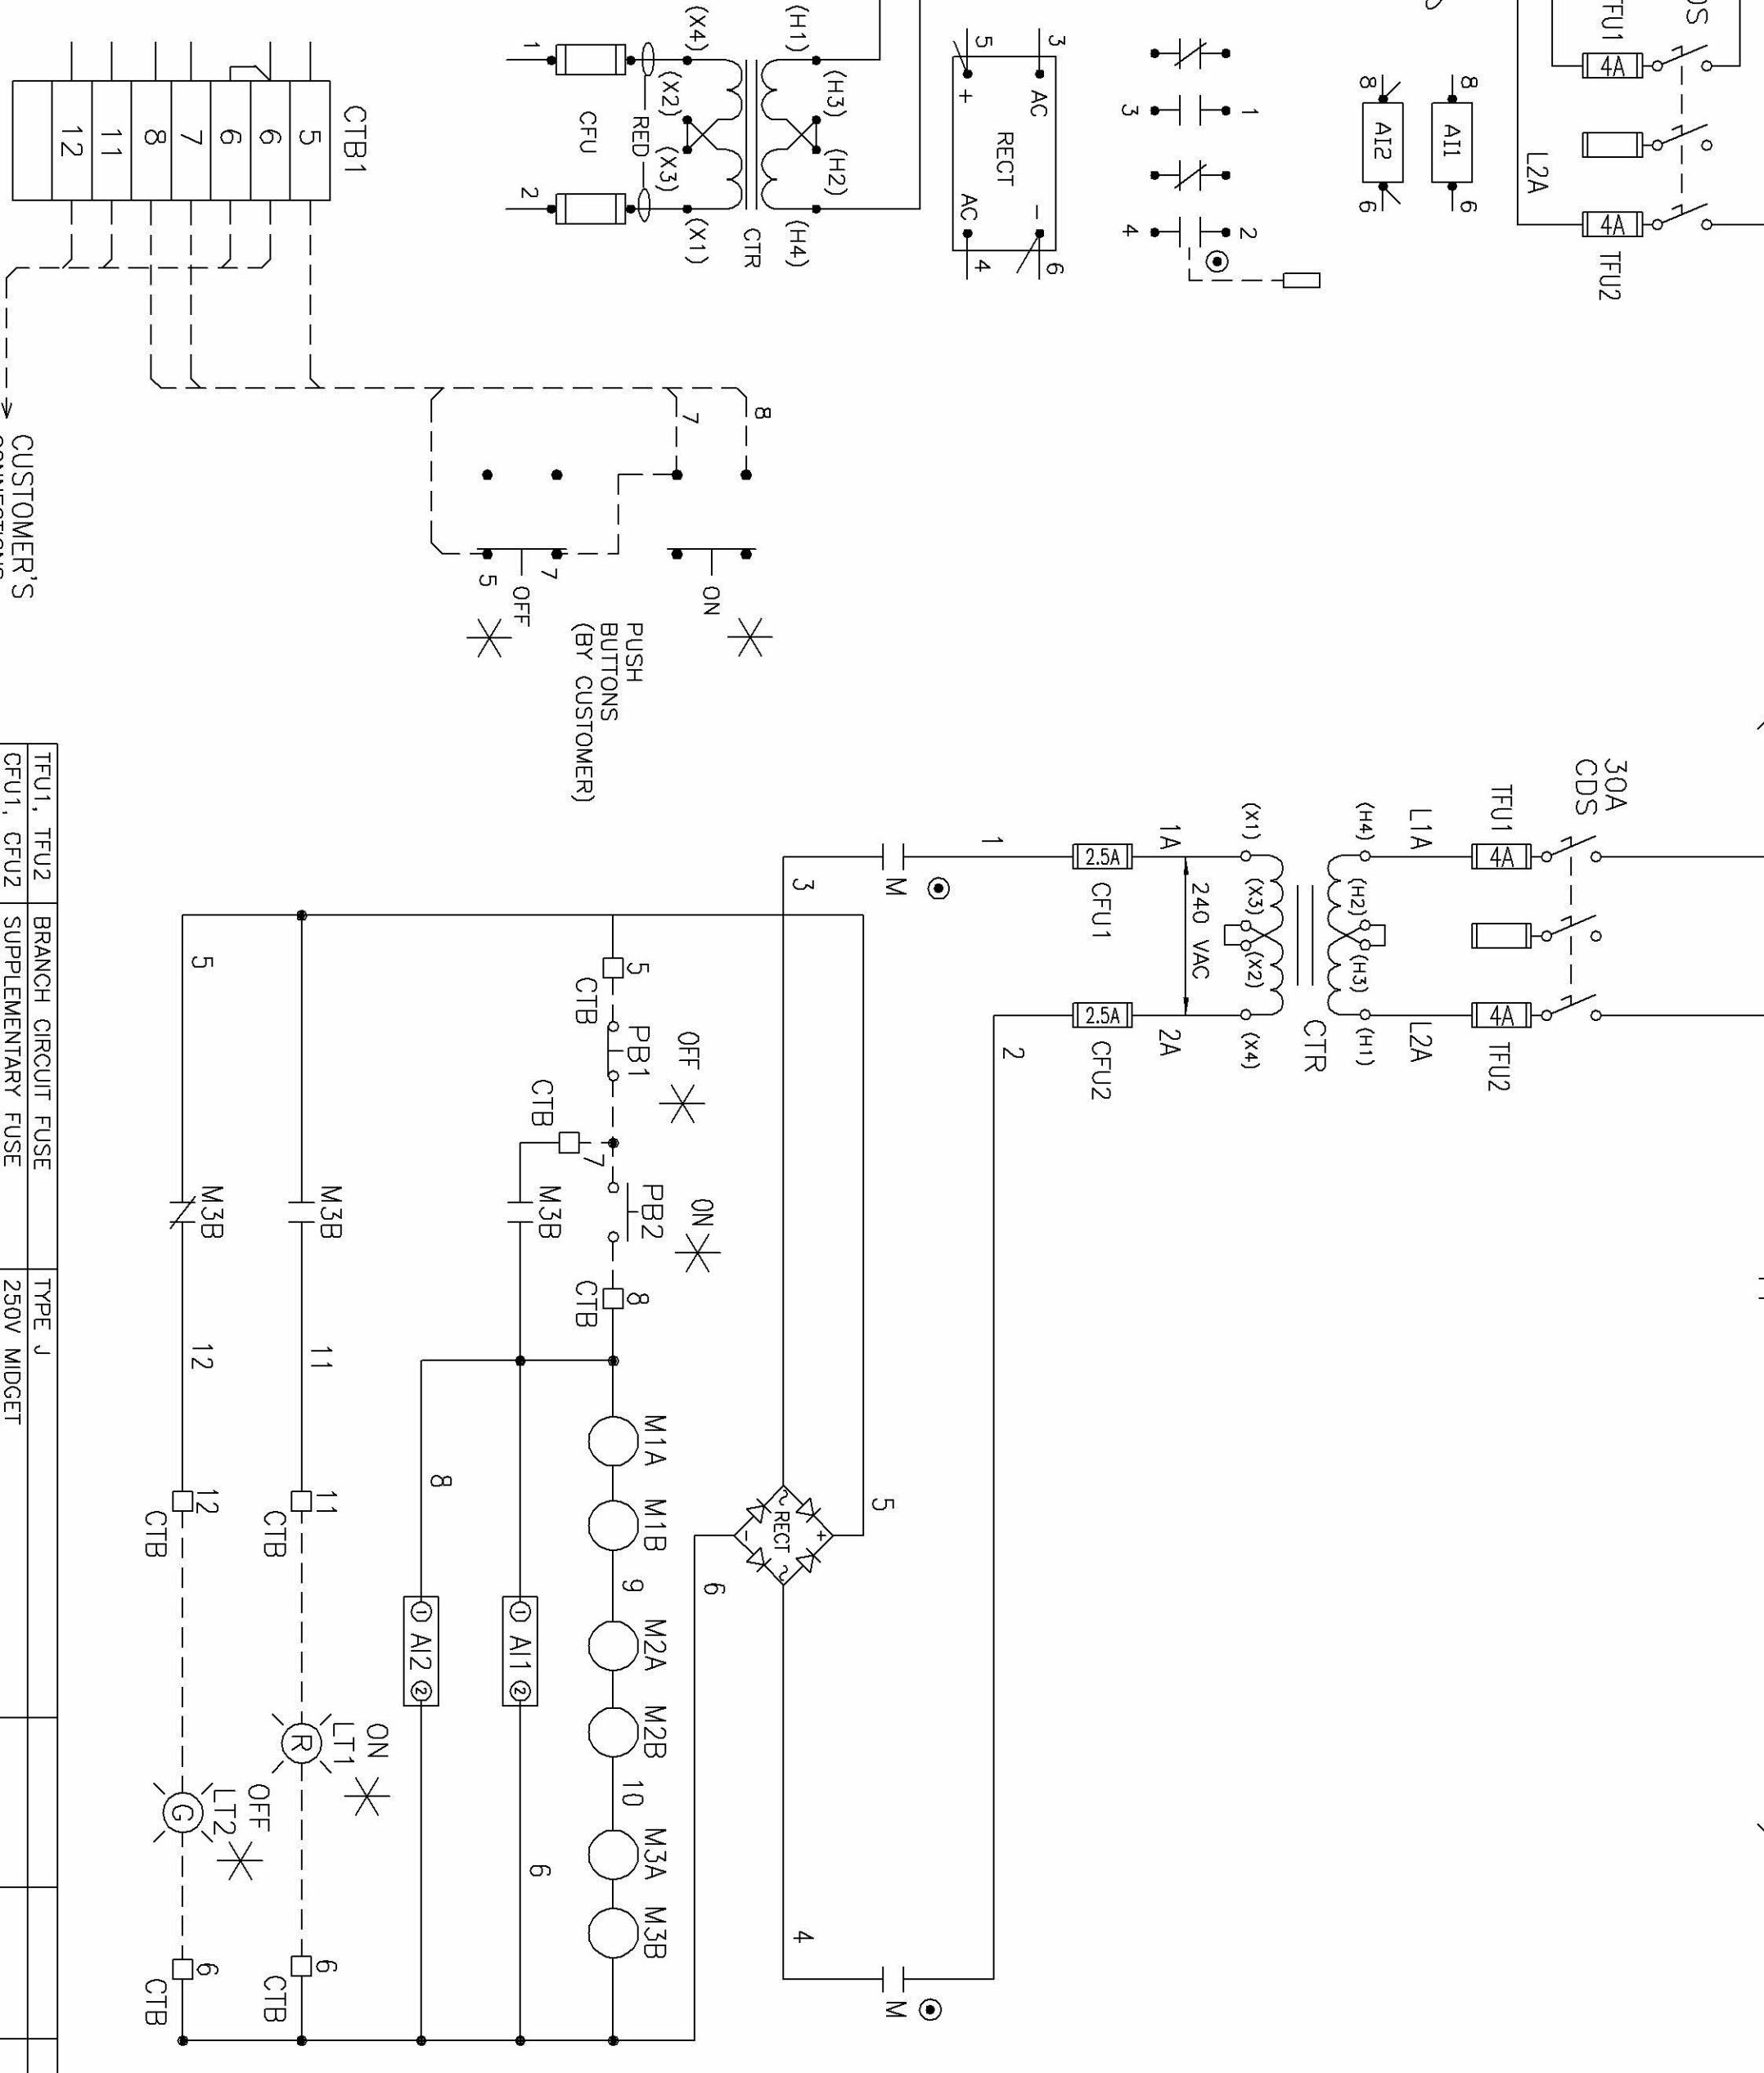 TFU1
4A
4A
TFU2
L2A
8
AI1
6
8
AI2
6
1
3
2
4
3
5
AC
+
RECT
−
AC
6
4
(H1)
(H3)
(H2)
(H4)
(X4)
(X2)
(X3)
(X1)
CTR
RED
CFU
1
2
CTB1
5
6
6
7
8
11
12
CUSTOMER'S
8
7
ON
OFF
7
5
PUSH
BUTTONS
(BY CUSTOMER)
30A
CDS
TFU1
4A
4A
TFU2
L1A
L2A
(H4)
(H2)
(H3)
(H1)
CTR
(X1)
(X3)
(X2)
(X4)
1A
240 VAC
2A
2.5A
CFU1
2.5A
CFU2
1
2
M
M
3
4
5
+
RECT
−
6
OFF
ON
5
CTB
PB1
CTB
7
PB2
8
CTB
M1A
M1B
9
M2A
M2B
10
M3A
M3B
M3B
1 AI1 2
6
8
1 AI2 2
M3B
11
11
CTB
R
LT1
ON
6
CTB
5
M3B
12
12
CTB
G
LT2
OFF
6
CTB
TFU1, TFU2 BRANCH CIRCUIT FUSE TYPE J
CFU1, CFU2 SUPPLEMENTARY FUSE 250V MIDGET